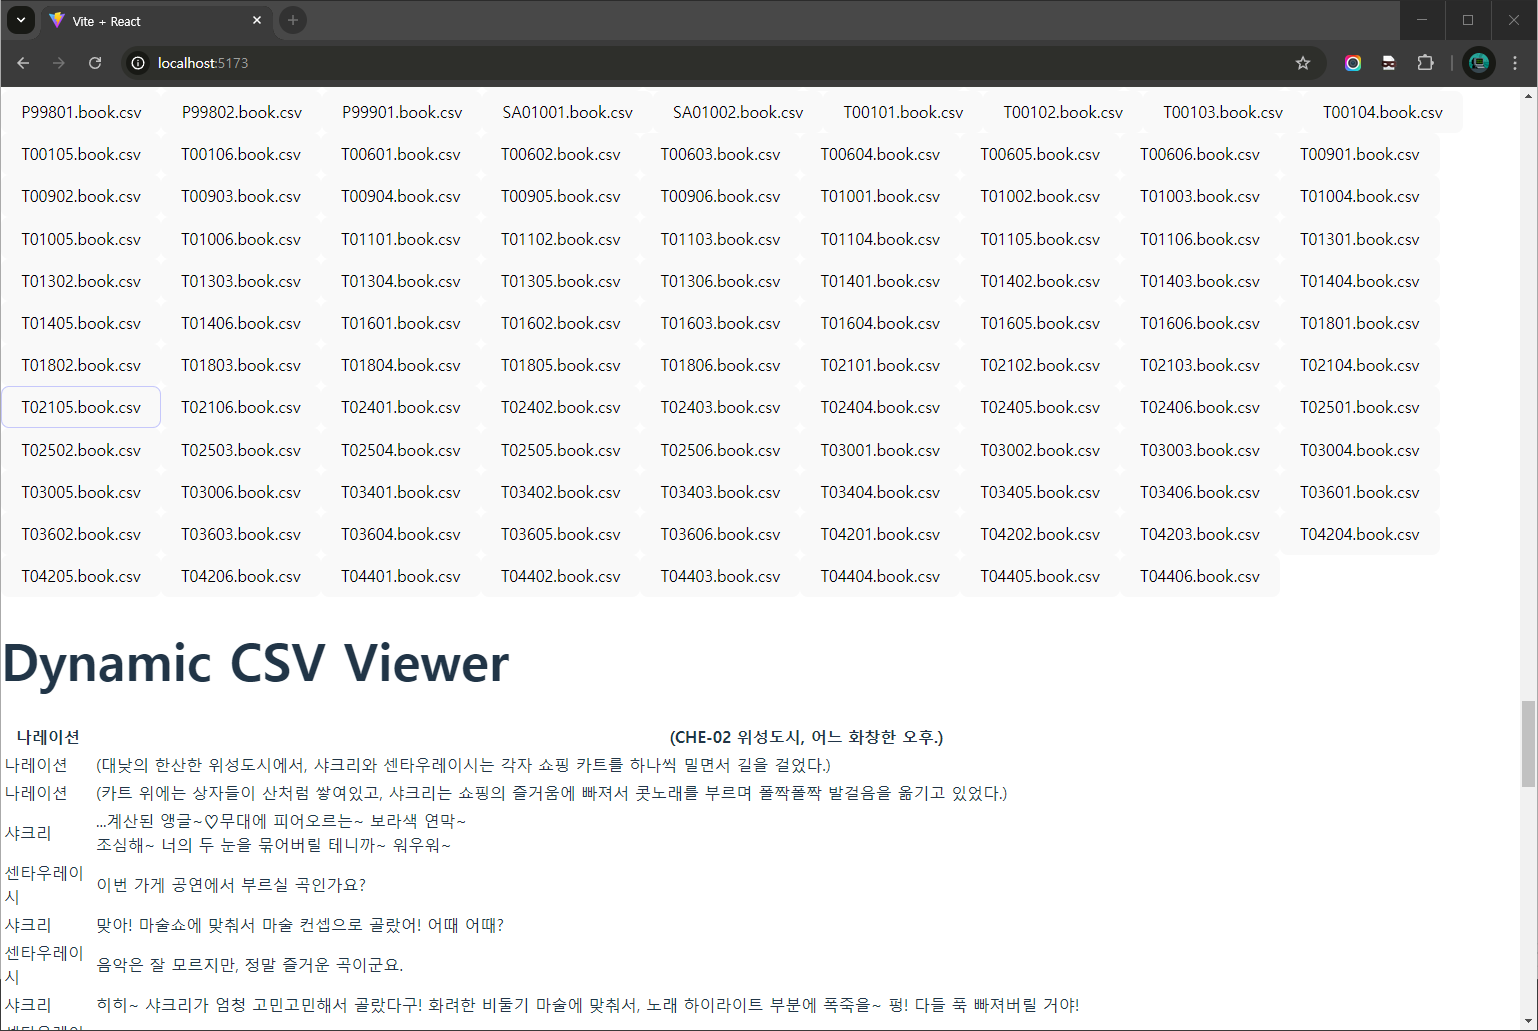 Vite + React
localhost:5173
P99801.book.csv P99802.book.csv P99901.book.csv SA01001.book.csv SA01002.book.csv T00101.book.csv T00102.book.csv T00103.book.csv T00104.book.csv
T00105.book.csv T00106.book.csv T00601.book.csv T00602.book.csv T00603.book.csv T00604.book.csv T00605.book.csv T00606.book.csv T00901.book.csv
T00902.book.csv T00903.book.csv T00904.book.csv T00905.book.csv T00906.book.csv T01001.book.csv T01002.book.csv T01003.book.csv T01004.book.csv
T01005.book.csv T01006.book.csv T01101.book.csv T01102.book.csv T01103.book.csv T01104.book.csv T01105.book.csv T01106.book.csv T01301.book.csv
T01302.book.csv T01303.book.csv T01304.book.csv T01305.book.csv T01306.book.csv T01401.book.csv T01402.book.csv T01403.book.csv T01404.book.csv
T01405.book.csv T01406.book.csv T01601.book.csv T01602.book.csv T01603.book.csv T01604.book.csv T01605.book.csv T01606.book.csv T01801.book.csv
T01802.book.csv T01803.book.csv T01804.book.csv T01805.book.csv T01806.book.csv T02101.book.csv T02102.book.csv T02103.book.csv T02104.book.csv
T02105.book.csv T02106.book.csv T02401.book.csv T02402.book.csv T02403.book.csv T02404.book.csv T02405.book.csv T02406.book.csv T02501.book.csv
T02502.book.csv T02503.book.csv T02504.book.csv T02505.book.csv T02506.book.csv T03001.book.csv T03002.book.csv T03003.book.csv T03004.book.csv
T03005.book.csv T03006.book.csv T03401.book.csv T03402.book.csv T03403.book.csv T03404.book.csv T03405.book.csv T03406.book.csv T03601.book.csv
T03602.book.csv T03603.book.csv T03604.book.csv T03605.book.csv T03606.book.csv T04201.book.csv T04202.book.csv T04203.book.csv T04204.book.csv
T04205.book.csv T04206.book.csv T04401.book.csv T04402.book.csv T04403.book.csv T04404.book.csv T04405.book.csv T04406.book.csv
Dynamic CSV Viewer
나레이션 (CHE-02 위성도시, 어느 화창한 오후.)
나레이션 (대낮의 한산한 위성도시에서, 샤크리와 센타우레이시는 각자 쇼핑 카트를 하나씩 밀면서 길을 걸었다.)
나레이션 (카트 위에는 상자들이 산처럼 쌓여있고, 샤크리는 쇼핑의 즐거움에 빠져서 콧노래를 부르며 폴짝폴짝 발걸음을 옮기고 있었다.)
샤크리 ...계산된 앵글~♡무대에 피어오르는~ 보라색 연막~
조심해~ 너의 두 눈을 묶어버릴 테니까~ 워우워~
센타우레이
시 이번 가게 공연에서 부르실 곡인가요?
샤크리 맞아! 마술쇼에 맞춰서 마술 컨셉으로 골랐어! 어때 어때?
센타우레이
시 음악은 잘 모르지만, 정말 즐거운 곡이군요.
샤크리 히히~ 샤크리가 엄청 고민고민해서 골랐다구! 화려한 비둘기 마술에 맞춰서, 노래 하이라이트 부분에 폭죽을~ 펑! 다들 푹 빠져버릴 거야!